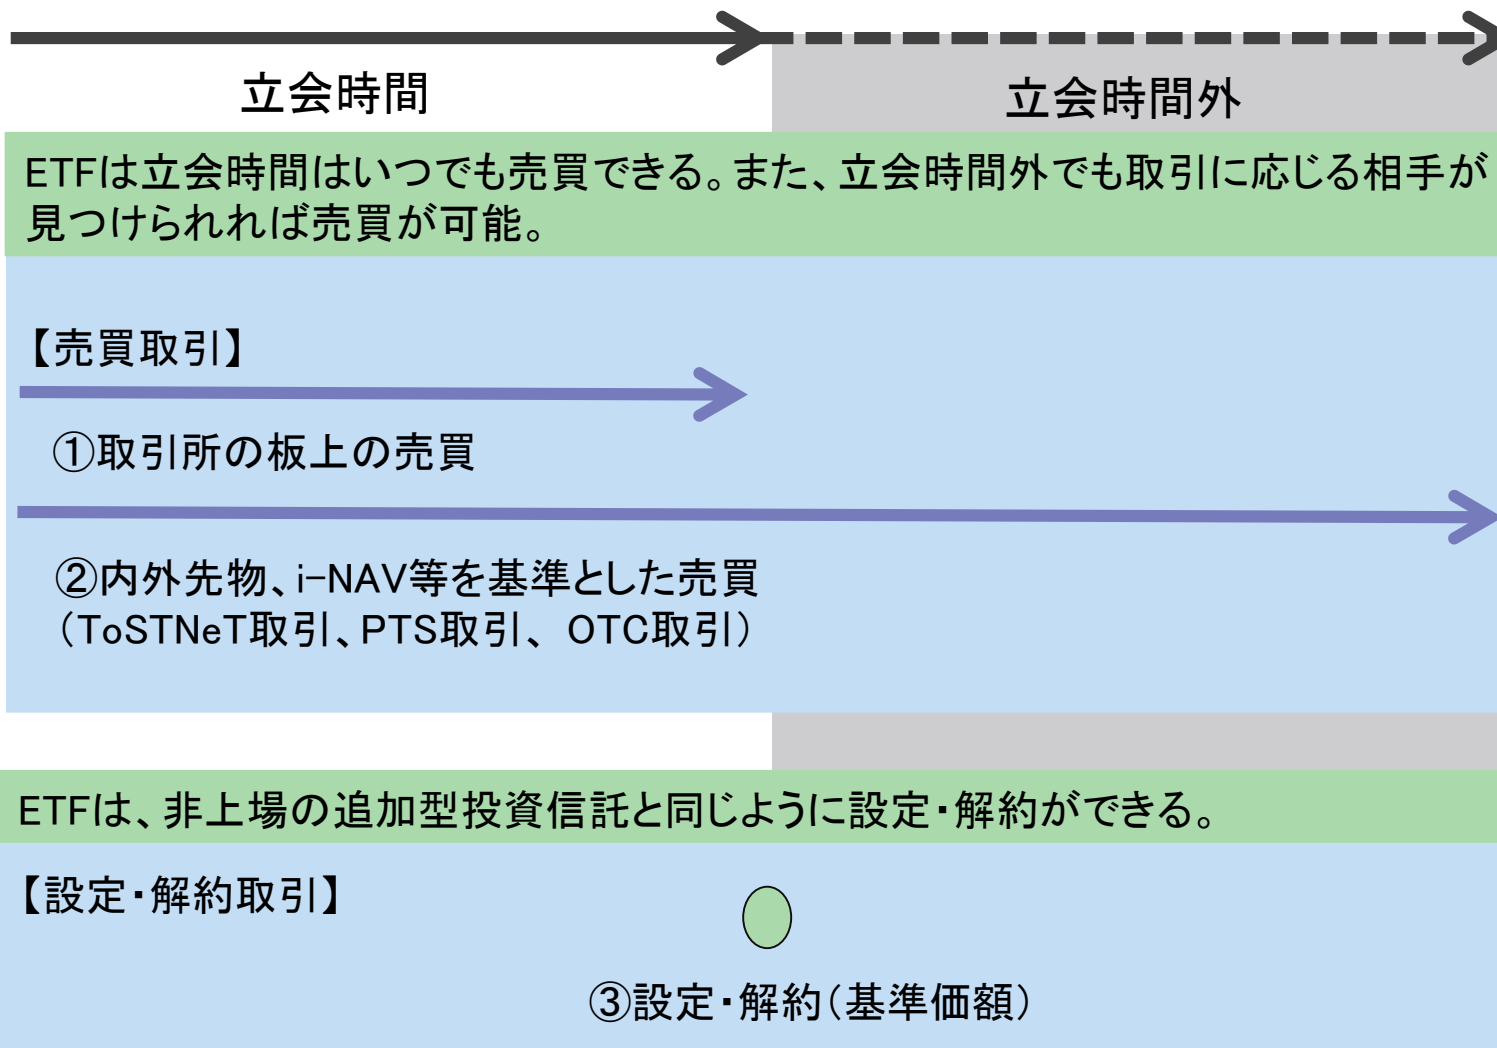 立会時間
立会時間外
ETFは立会時間はいつでも売買できる。また、立会時間外でも取引に応じる相手が
見つけられれば売買が可能。
【売買取引】
①取引所の板上の売買
②内外先物、i-NAV等を基準とした売買
（ToSTNeT取引、PTS取引、OTC取引）
ETFは、非上場の追加型投資信託と同じように設定・解約ができる。
【設定・解約取引】
③設定・解約（基準価額）